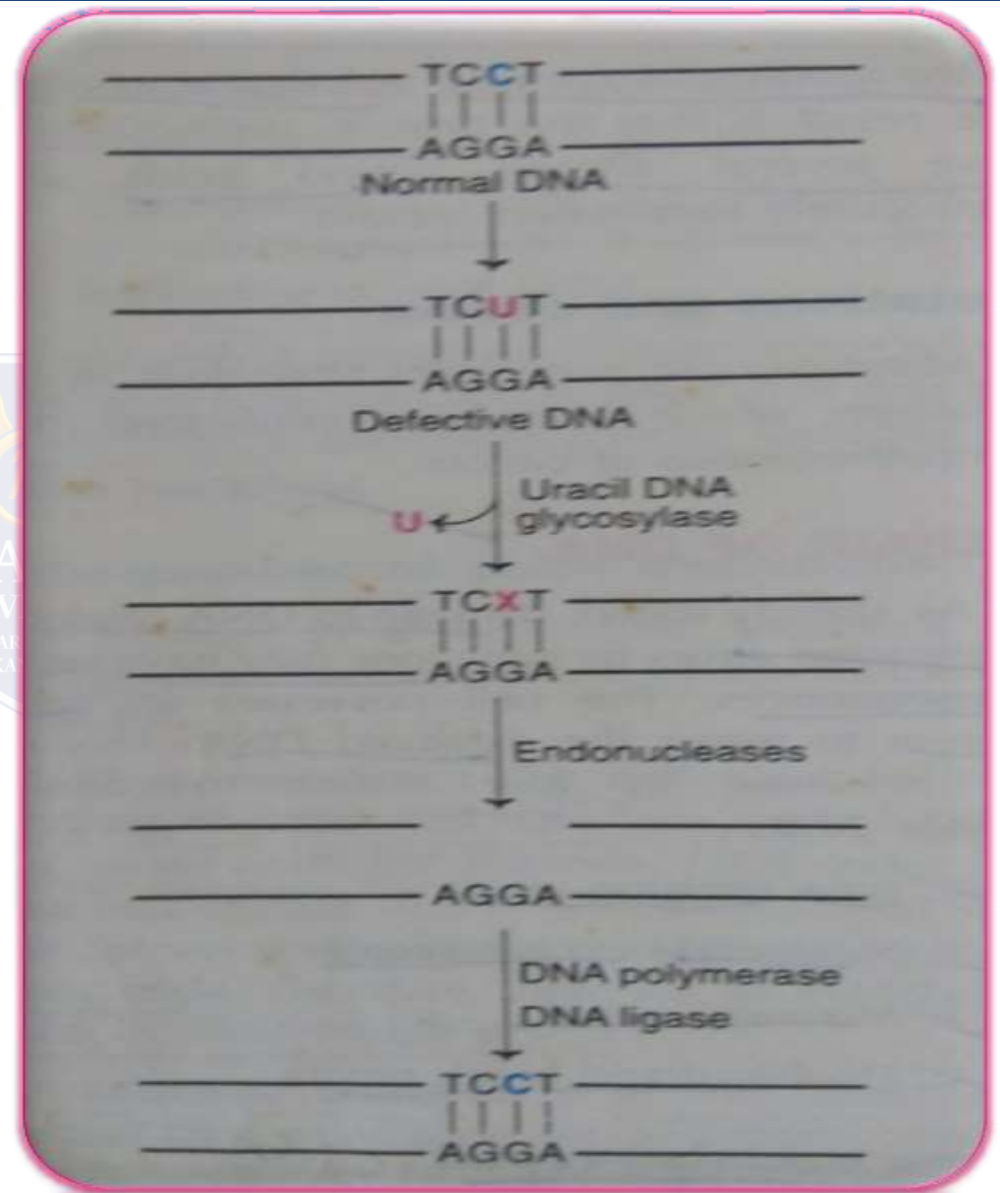 TCCT
AGGA
Normal DNA
TCUT
AGGA
Defective DNA
Uracil DNA
U glycosylase
TCXT
AGGA
Endonucleases
AGGA
DNA polymerase
DNA ligase
TCCT
AGGA